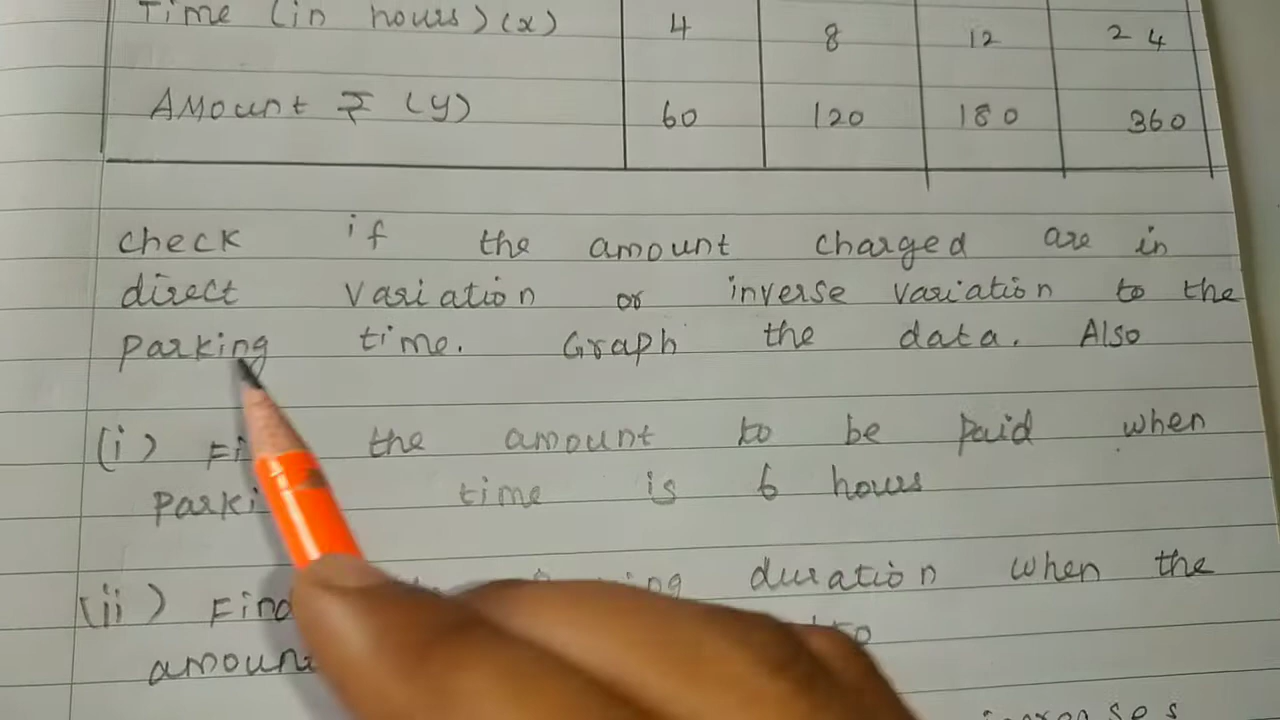 Time (in hours) (x) 4 8 12 24
Amount ₹ (y) 60 120 180 360
check if the amount charged are in
direct variation or inverse variation to the
parking time. Graph the data. Also
(i) the amount to be paid when
time is 6 hours
(ii) Find duration when the
amount
increases